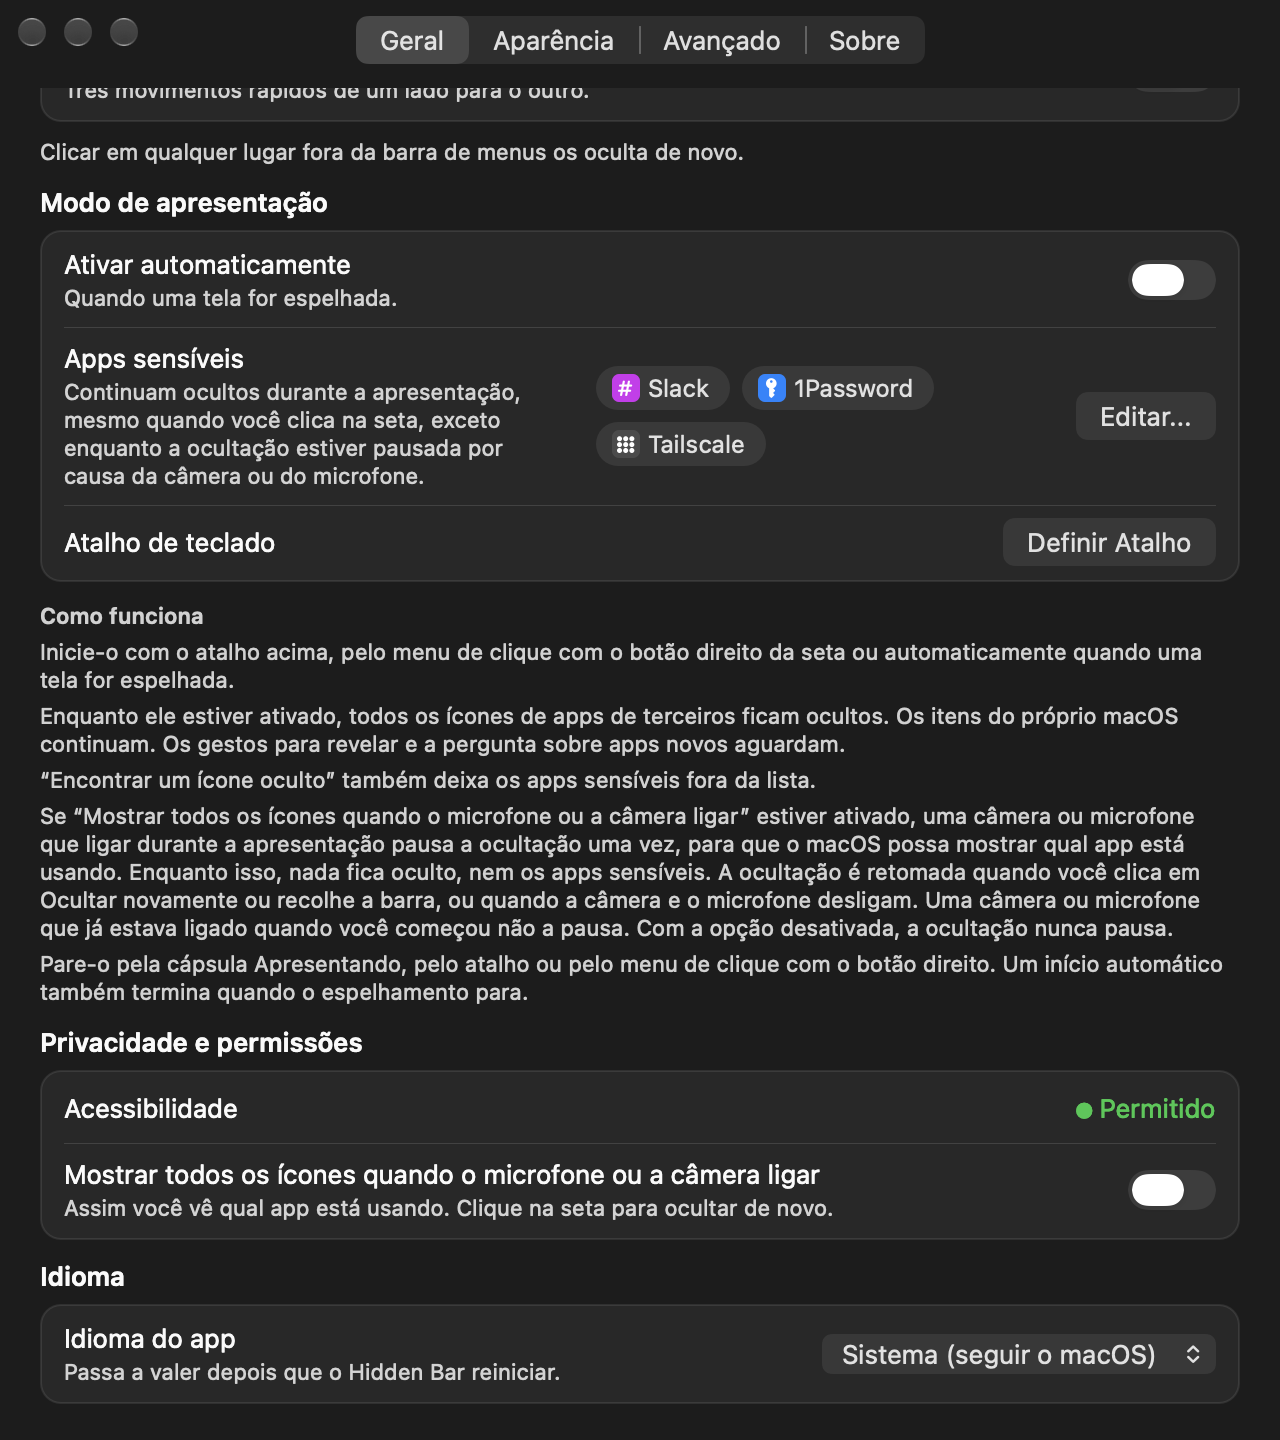 Geral
Aparência
Avançado
Sobre
Três movimentos rápidos de um lado para o outro.
Clicar em qualquer lugar fora da barra de menus os oculta de novo.
Modo de apresentação
Ativar automaticamente
Quando uma tela for espelhada.
Apps sensíveis
Continuam ocultos durante a apresentação,
mesmo quando você clica na seta, exceto
enquanto a ocultação estiver pausada por
causa da câmera ou do microfone.
Slack
1Password
Tailscale
Editar...
Atalho de teclado
Definir Atalho
Como funciona
Inicie-o com o atalho acima, pelo menu de clique com o botão direito da seta ou automaticamente quando uma
tela for espelhada.
Enquanto ele estiver ativado, todos os ícones de apps de terceiros ficam ocultos. Os itens do próprio macOS
continuam. Os gestos para revelar e a pergunta sobre apps novos aguardam.
“Encontrar um ícone oculto” também deixa os apps sensíveis fora da lista.
Se “Mostrar todos os ícones quando o microfone ou a câmera ligar” estiver ativado, uma câmera ou microfone
que ligar durante a apresentação pausa a ocultação uma vez, para que o macOS possa mostrar qual app está
usando. Enquanto isso, nada fica oculto, nem os apps sensíveis. A ocultação é retomada quando você clica em
Ocultar novamente ou recolhe a barra, ou quando a câmera e o microfone desligam. Uma câmera ou microfone
que já estava ligado quando você começou não a pausa. Com a opção desativada, a ocultação nunca pausa.
Pare-o pela cápsula Apresentando, pelo atalho ou pelo menu de clique com o botão direito. Um início automático
também termina quando o espelhamento para.
Privacidade e permissões
Acessibilidade
Permitido
Mostrar todos os ícones quando o microfone ou a câmera ligar
Assim você vê qual app está usando. Clique na seta para ocultar de novo.
Idioma
Idioma do app
Passa a valer depois que o Hidden Bar reiniciar.
Sistema (seguir o macOS)